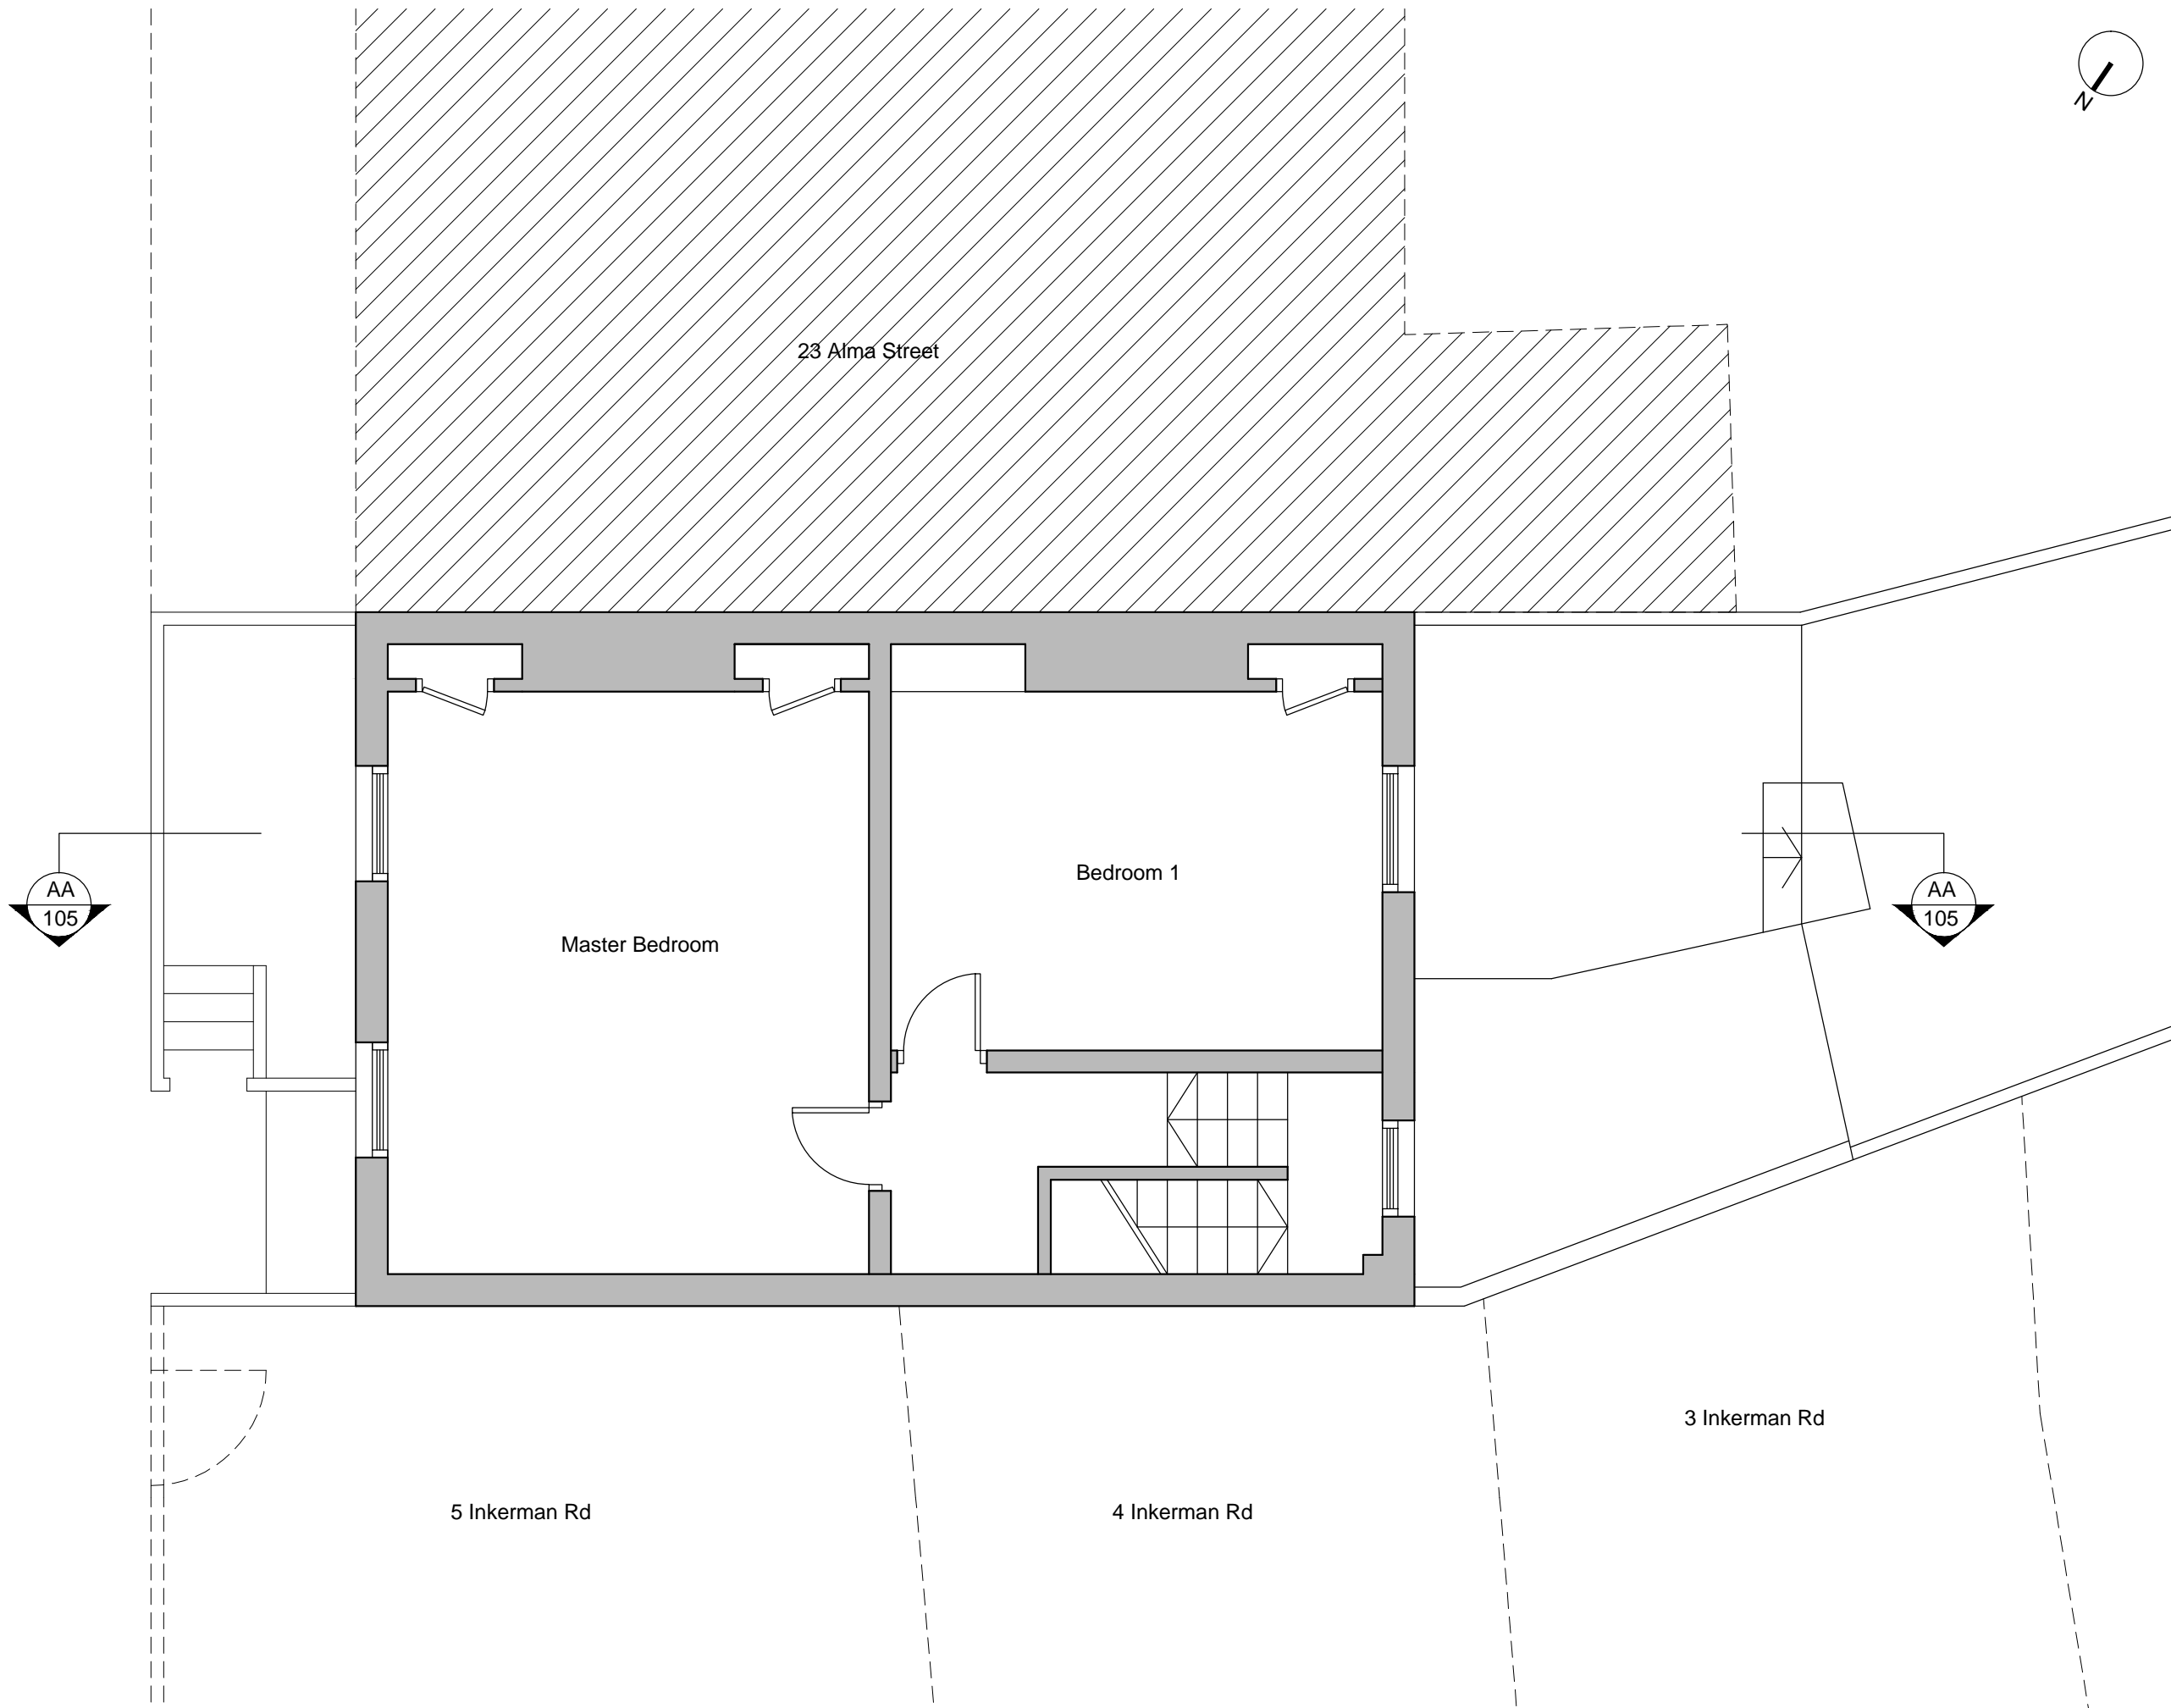 N
23 Alma Street
Bedroom 1
AA
105
AA
105
Master Bedroom
3 Inkerman Rd
5 Inkerman Rd
4 Inkerman Rd